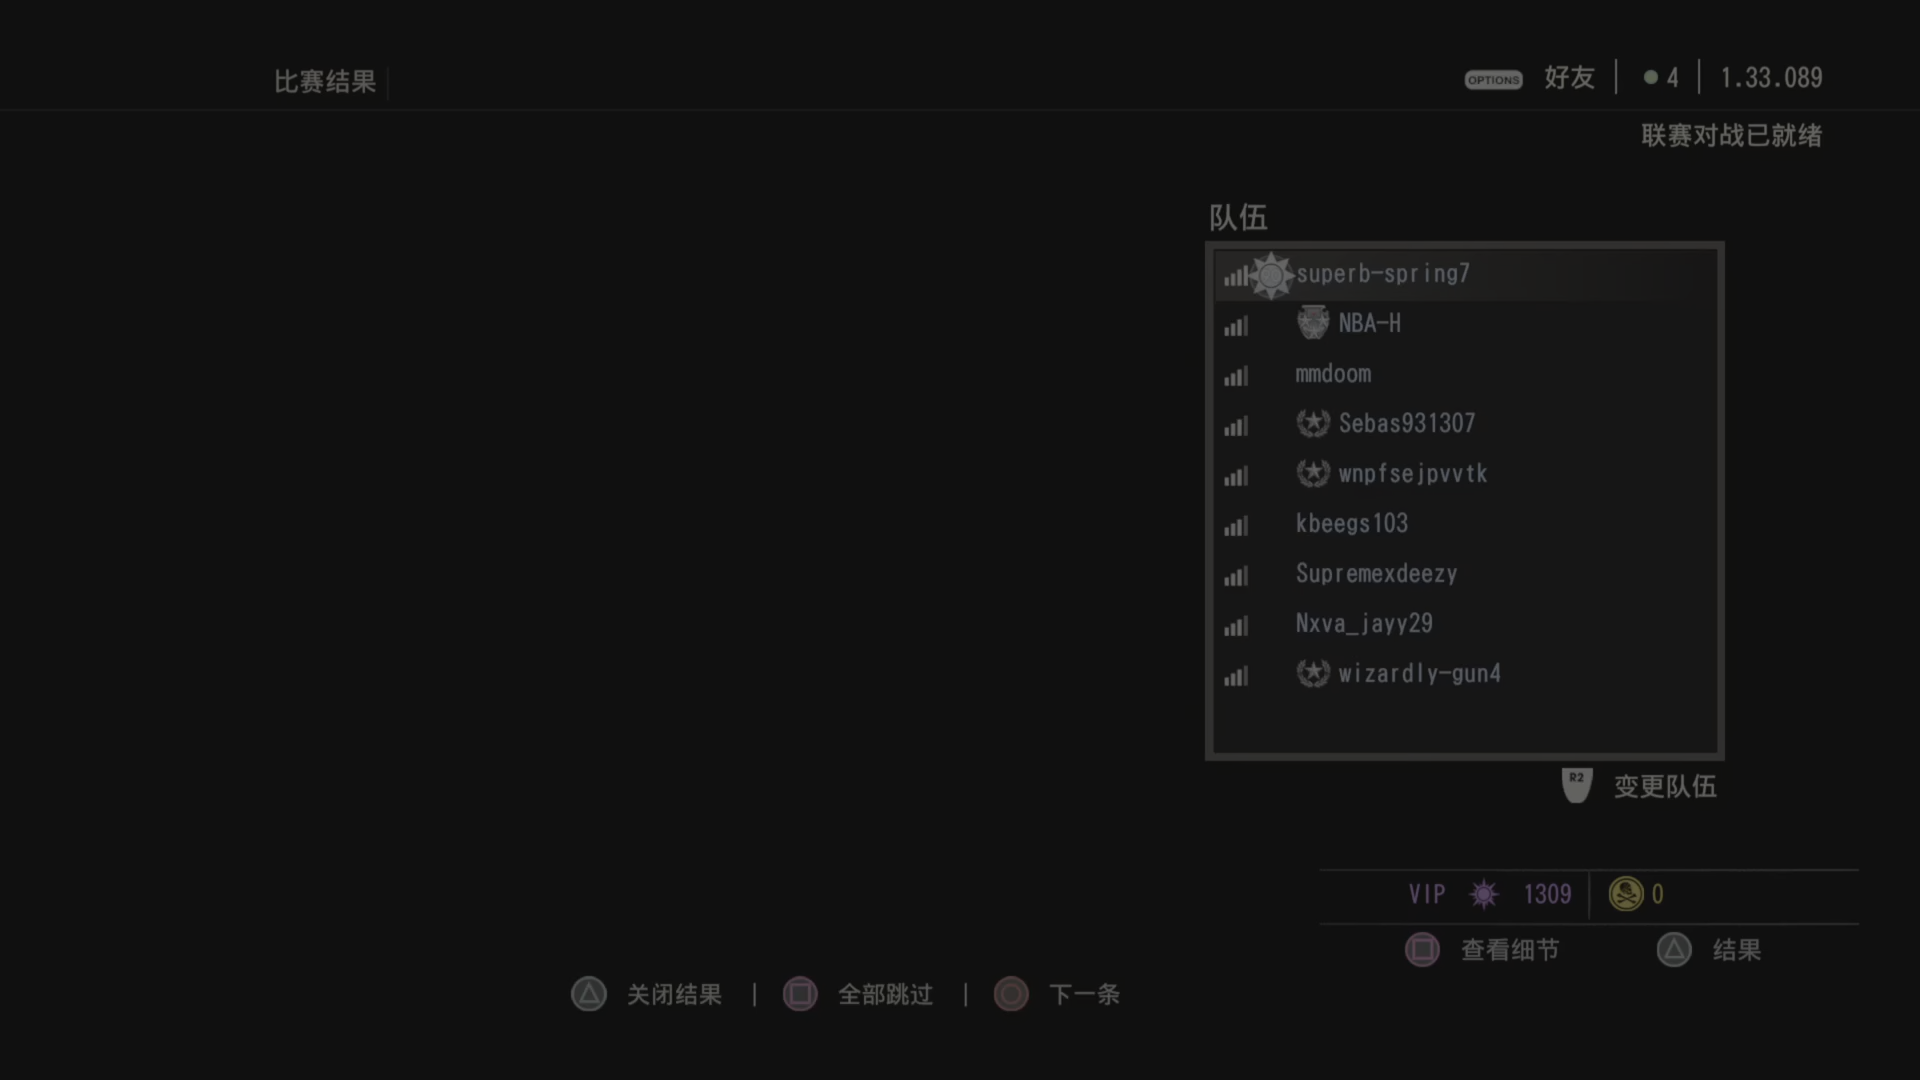 比赛结果
OPTIONS 好友 4 1.33.089
联赛对战已就绪
队伍
superb-spring7
NBA-H
mmdoom
Sebas931307
wnpfsejpvvtk
kbeegs103
Supremexdeezy
Nxva_jayy29
wizardly-gun4
R2 变更队伍
VIP 1309 0
查看细节 结果
关闭结果 | 全部跳过 | 下一条